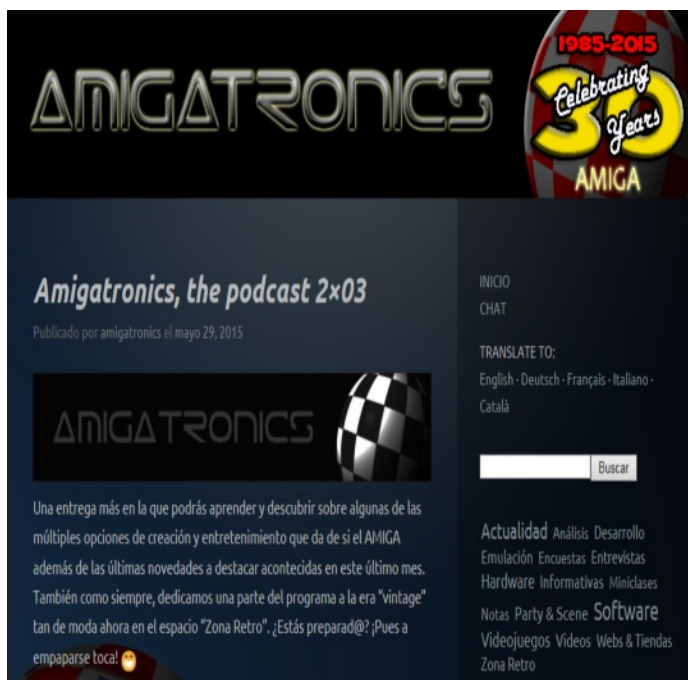 AMIGATRONICS
1985-2015
Celebrating
30
Years
AMIGA
Amigatronics, the podcast 2×03
Publicado por amigatronics el mayo 29, 2015
AMIGATRONICS
Una entrega más en la que podrás aprender y descubrir sobre algunas de las
múltiples opciones de creación y entretenimiento que da de si el AMIGA
además de las últimas novedades a destacar acontecidas en este último mes.
También como siempre, dedicamos una parte del programa a la era “vintage”
tan de moda ahora en el espacio “Zona Retro”. ¿Estás preparad@? ¡Pues a
empaparse toca!
INICIO
CHAT
TRANSLATE TO:
English · Deutsch · Français · Italiano ·
Català
Buscar
Actualidad Análisis Desarrollo
Emulación Encuestas Entrevistas
Hardware Informativas Miniclases
Notas Party & Scene Software
Videojuegos Videos Webs & Tiendas
Zona Retro